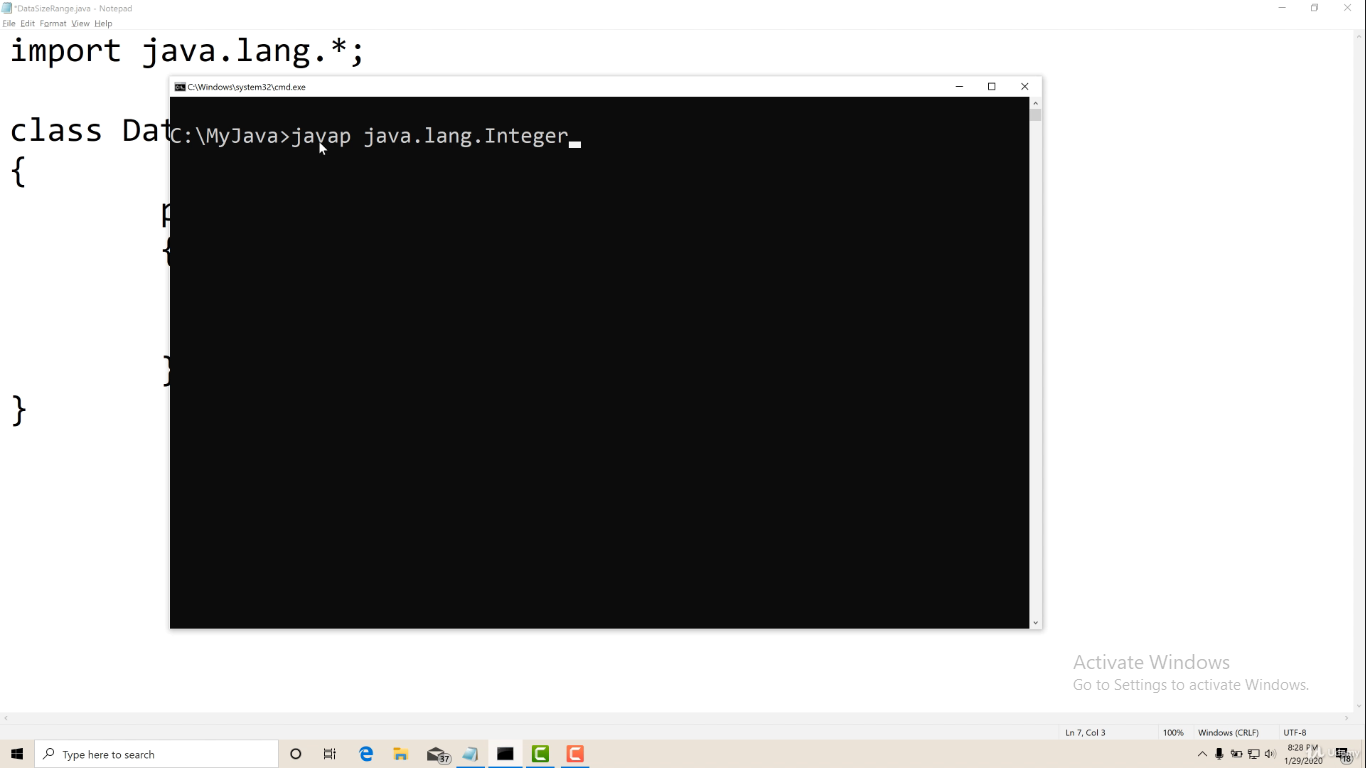 *DataSizeRange.java - Notepad
File Edit Format View Help
import java.lang.*;
C:\Windows\system32\cmd.exe
class Dat
C:\MyJava>javap java.lang.Integer
{
p
{
}
}
Activate Windows
Go to Settings to activate Windows.
Ln 7, Col 3 100% Windows (CRLF) UTF-8
Type here to search
37
8:28 PM
1/29/2020
18